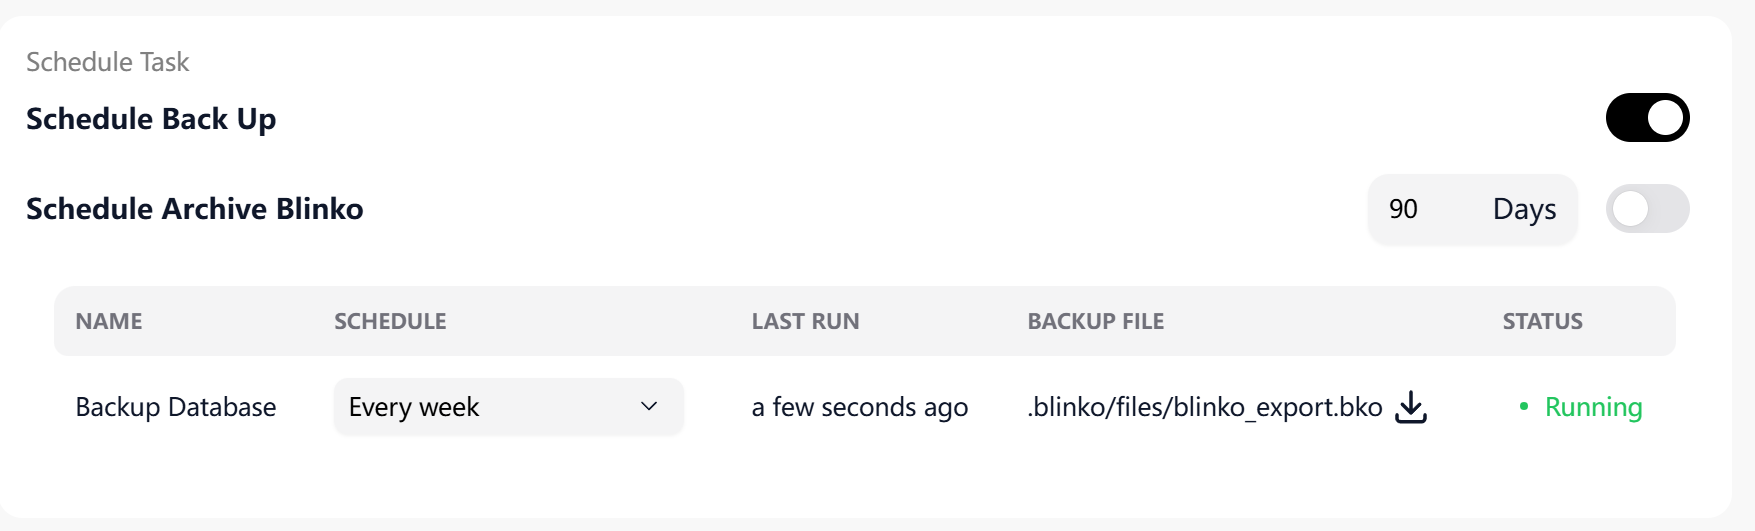 Schedule Task
Schedule Back Up
Schedule Archive Blinko 90 Days
NAME SCHEDULE LAST RUN BACKUP FILE STATUS
Backup Database Every week a few seconds ago .blinko/files/blinko_export.bko Running